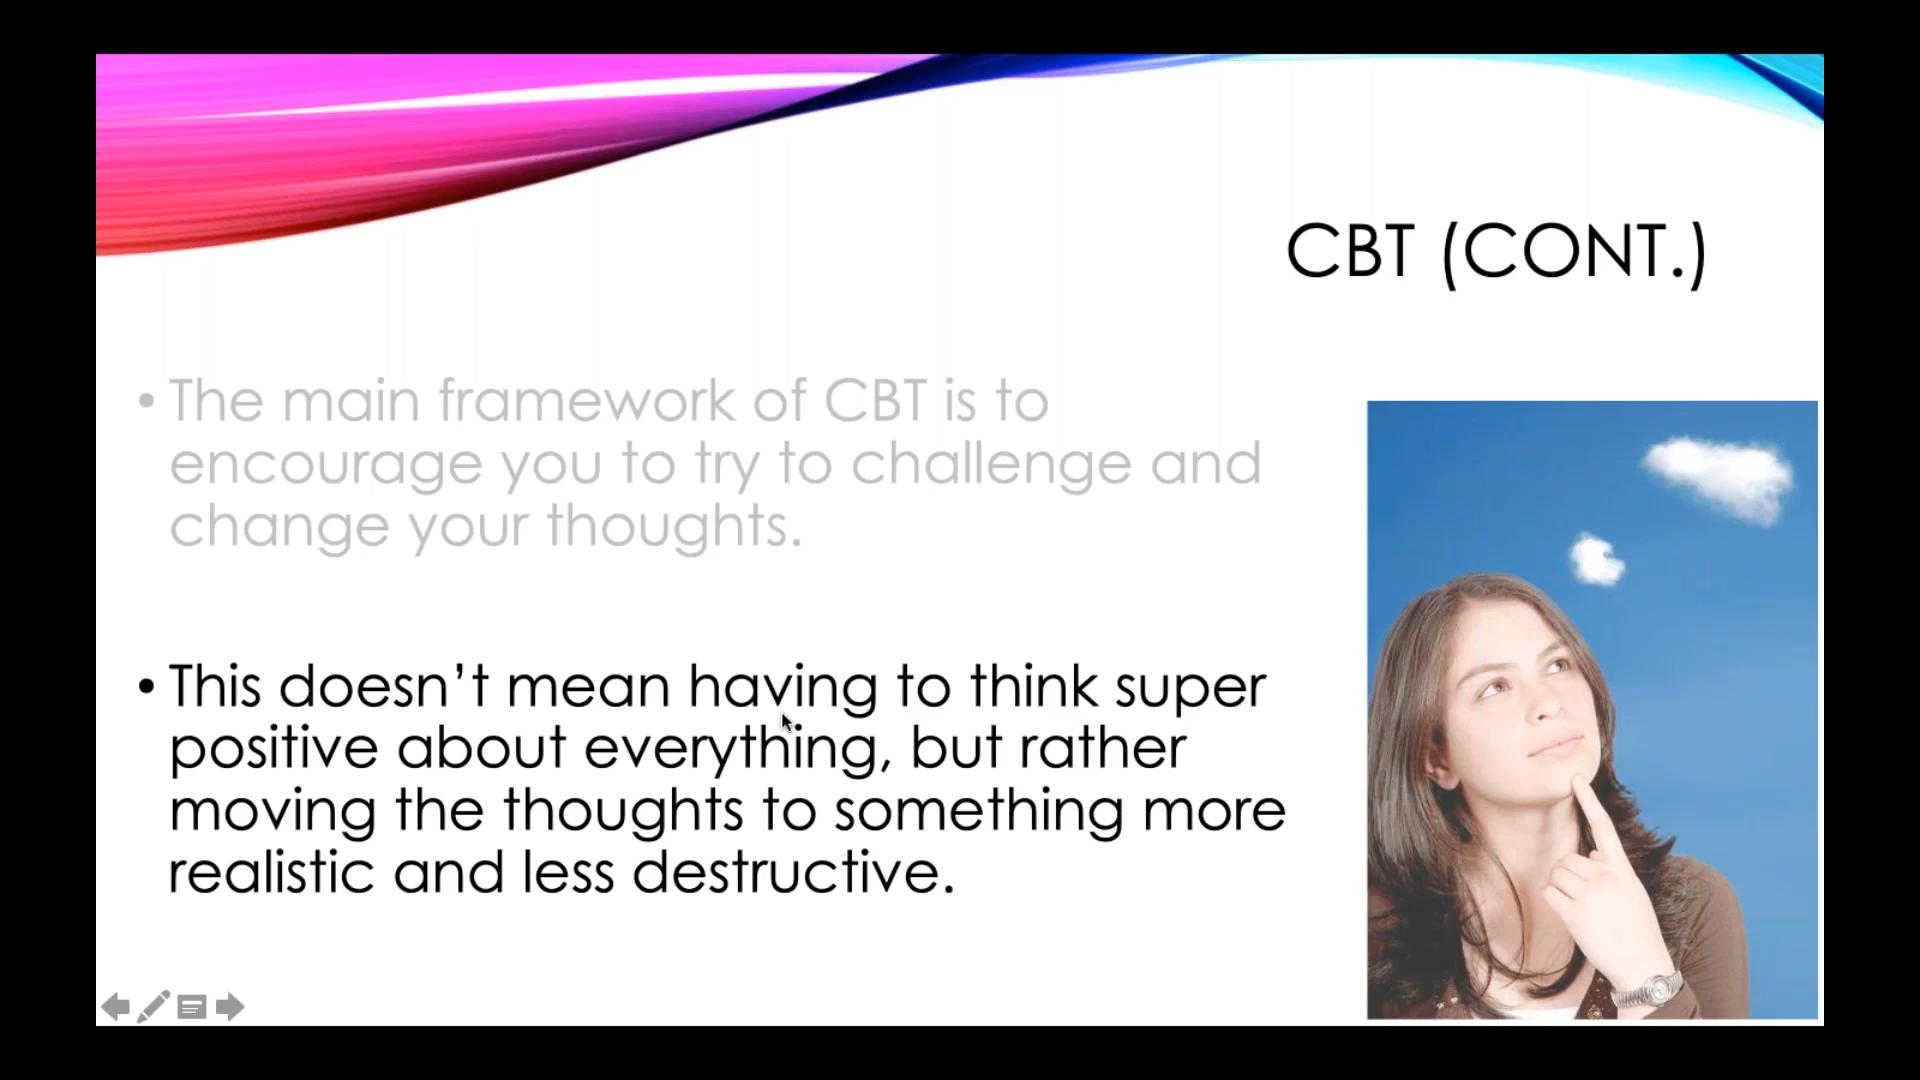 CBT (CONT.)
• The main framework of CBT is to
encourage you to try to challenge and
change your thoughts.
• This doesn’t mean having to think super
positive about everything, but rather
moving the thoughts to something more
realistic and less destructive.